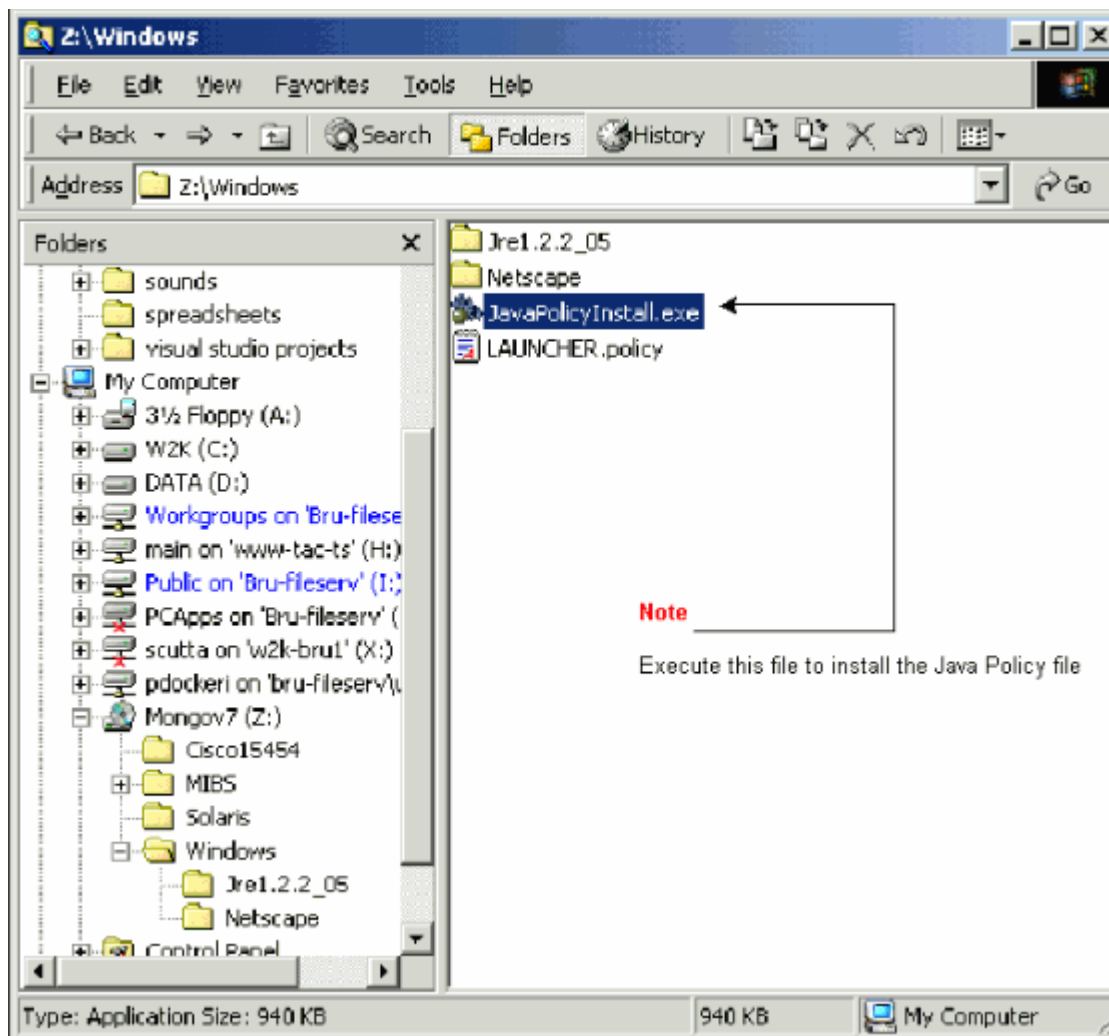 Z:\Windows
File Edit View Favorites Tools Help
Back Search Folders History
Address Z:\Windows Go
Folders
sounds
spreadsheets
visual studio projects
My Computer
3½ Floppy (A:)
W2K (C:)
DATA (D:)
Workgroups on 'Bru-filese
main on 'www-tac-ts' (H:)
Public on 'Bru-fileserv' (I:)
PCApps on 'Bru-fileserv' (
scutta on 'w2k-bru1' (X:)
pdockeri on 'bru-fileserv\u
Mongov7 (Z:)
Cisco15454
MIBS
Solaris
Windows
Jre1.2.2_05
Netscape
Control Panel
Jre1.2.2_05
Netscape
JavaPolicyInstall.exe
LAUNCHER.policy
Note
Execute this file to install the Java Policy file
Type: Application Size: 940 KB 940 KB My Computer